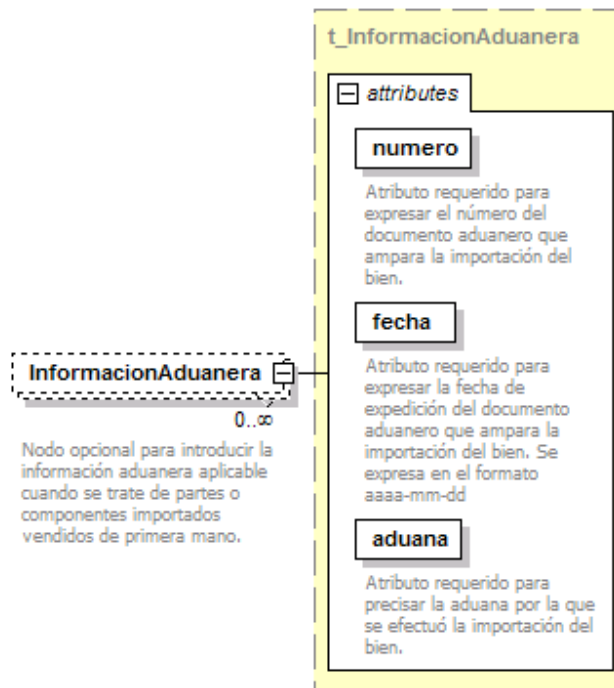 t_InformacionAduanera
attributes
numero
Atributo requerido para
expresar el número del
documento aduanero que
ampara la importación del
bien.
fecha
Atributo requerido para
expresar la fecha de
expedición del documento
aduanero que ampara la
importación del bien. Se
expresa en el formato
aaaa-mm-dd
aduana
Atributo requerido para
precisar la aduana por la que
se efectuó la importación del
bien.
InformacionAduanera
0..∞
Nodo opcional para introducir la
información aduanera aplicable
cuando se trate de partes o
componentes importados
vendidos de primera mano.